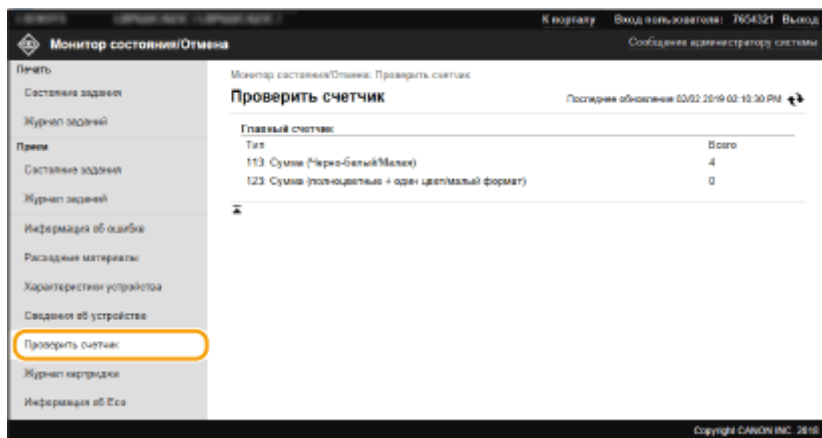 К порталу Вход пользователя: 7654321 Выход
Монитор состояния/Отмена
Сообщение администратору системы
Печать
Состояние задания
Журнал заданий
Прием
Состояние задания
Журнал заданий
Информация об ошибке
Расходные материалы
Характеристики устройства
Сведения об устройстве
Проверить счетчик
Журнал картриджа
Информация об Eco
Монитор состояния/Отмена: Проверить счетчик
Проверить счетчик
Последнее обновление 02/02 2019 02:10:30 PM
Главный счетчик
Тип Всего
113: Сумма (Черно-белый/Малая) 4
123: Сумма (полноцветные + один цвет/малый формат) 0
Copyright CANON INC. 2018